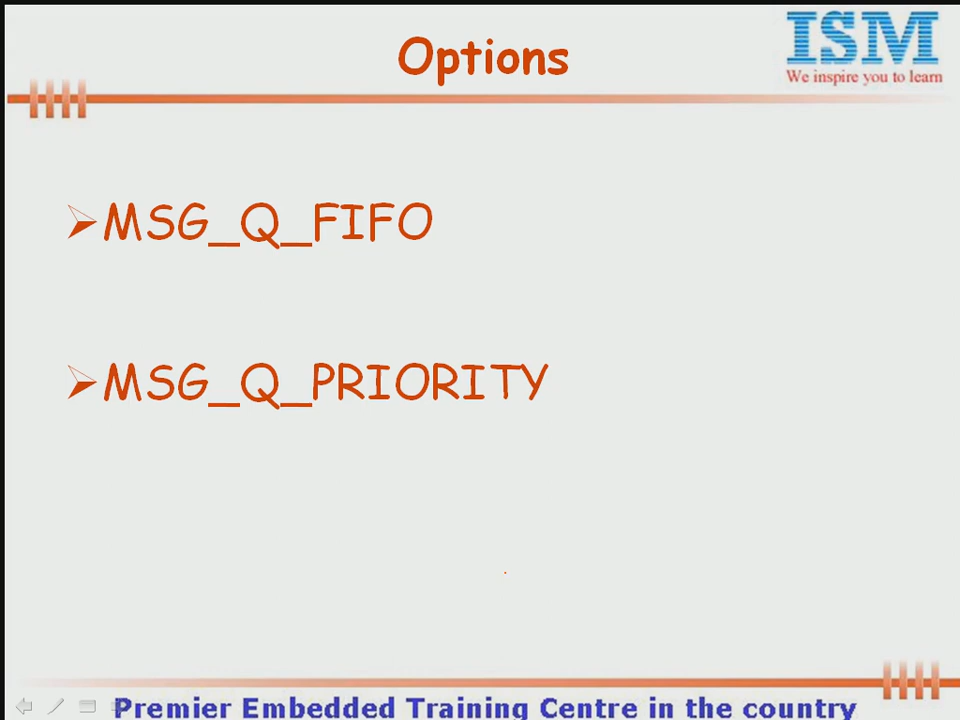 Options
ISM
We inspire you to learn
MSG_Q_FIFO
MSG_Q_PRIORITY
Premier Embedded Training Centre in the country